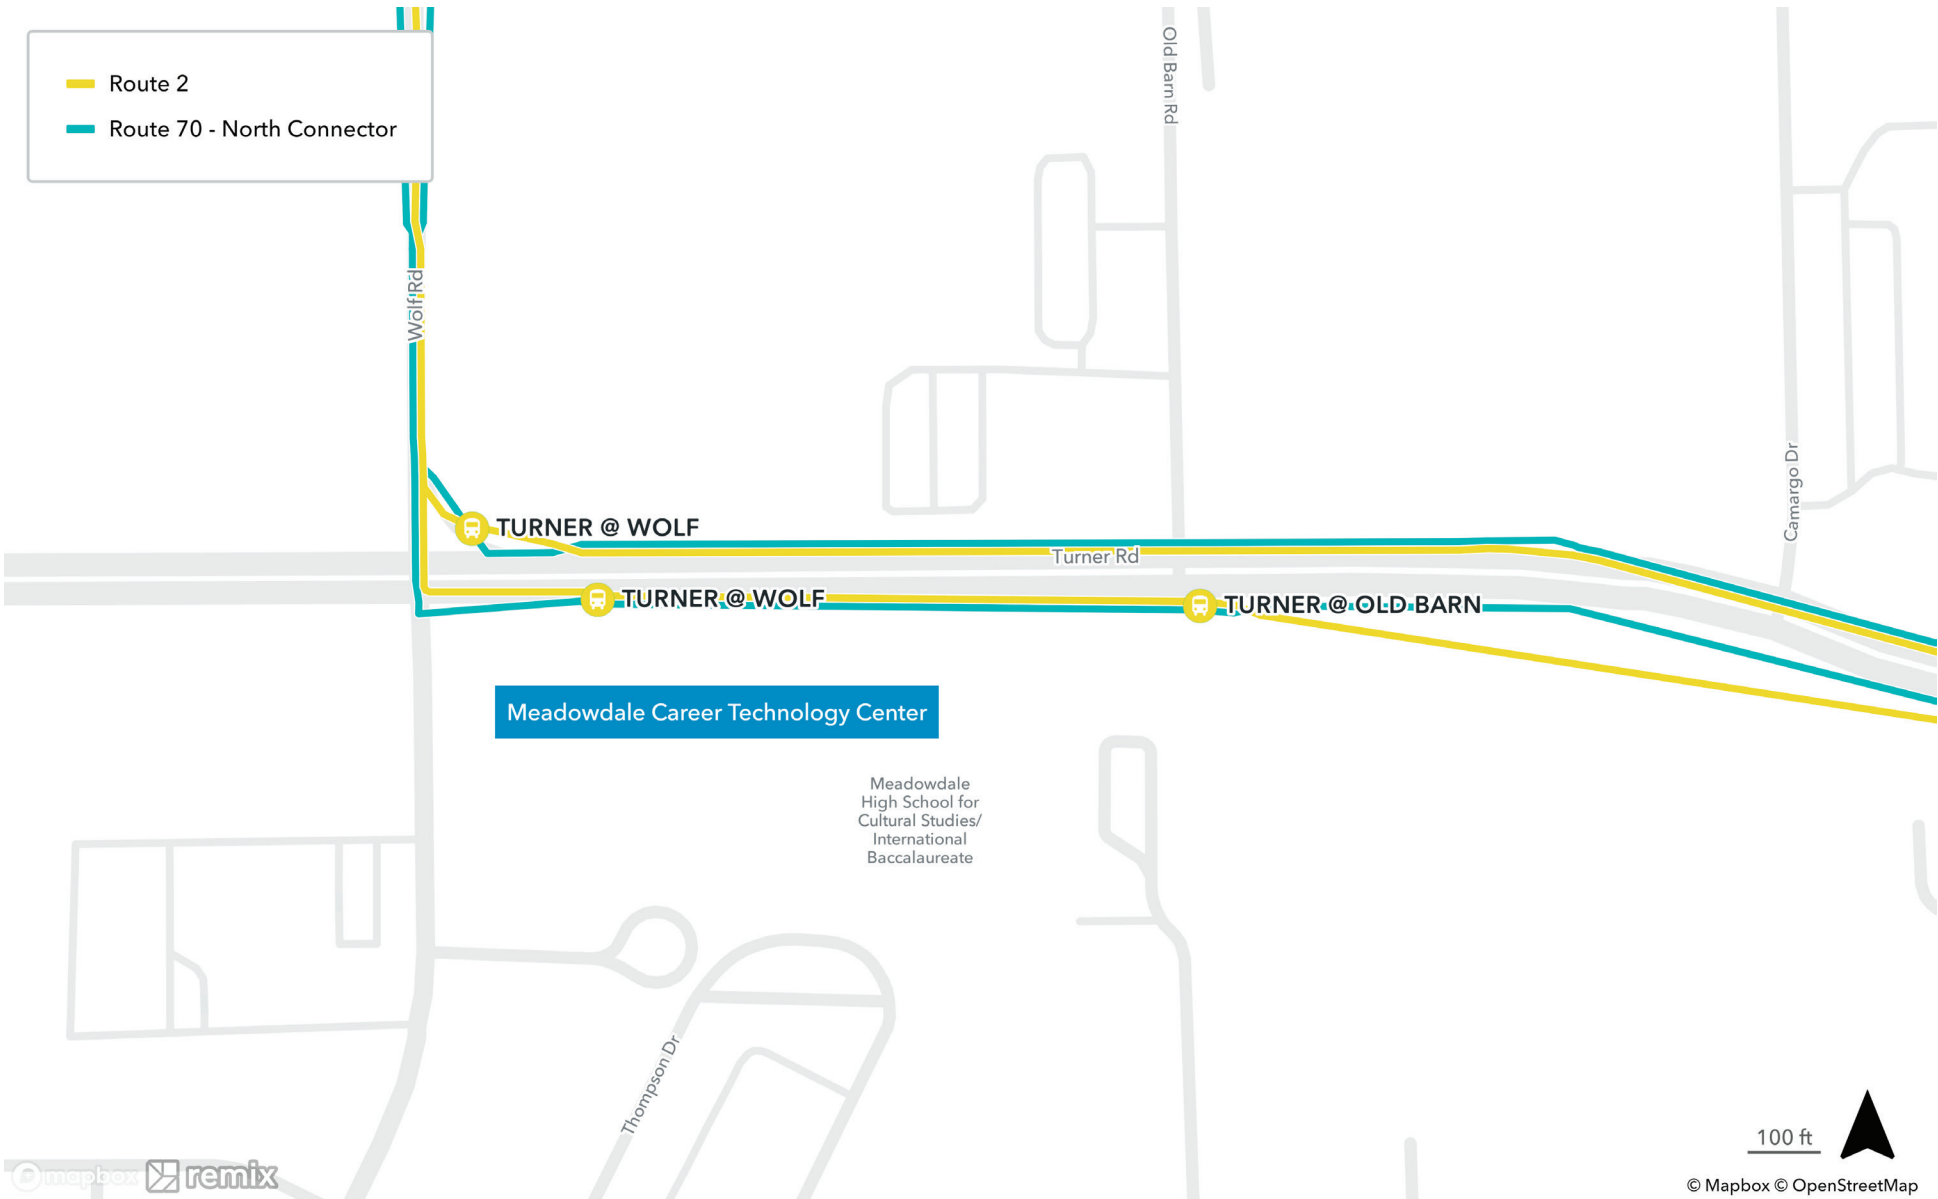 Route 2
Route 70 - North Connector
Old Barn Rd
Wolf Rd
Camargo Dr
TURNER @ WOLF
Turner Rd
TURNER @ WOLF
TURNER @ OLD BARN
Meadowdale Career Technology Center
Meadowdale
High School for
Cultural Studies/
International
Baccalaureate
Thompson Dr
100 ft
mapbox remix
© Mapbox © OpenStreetMap